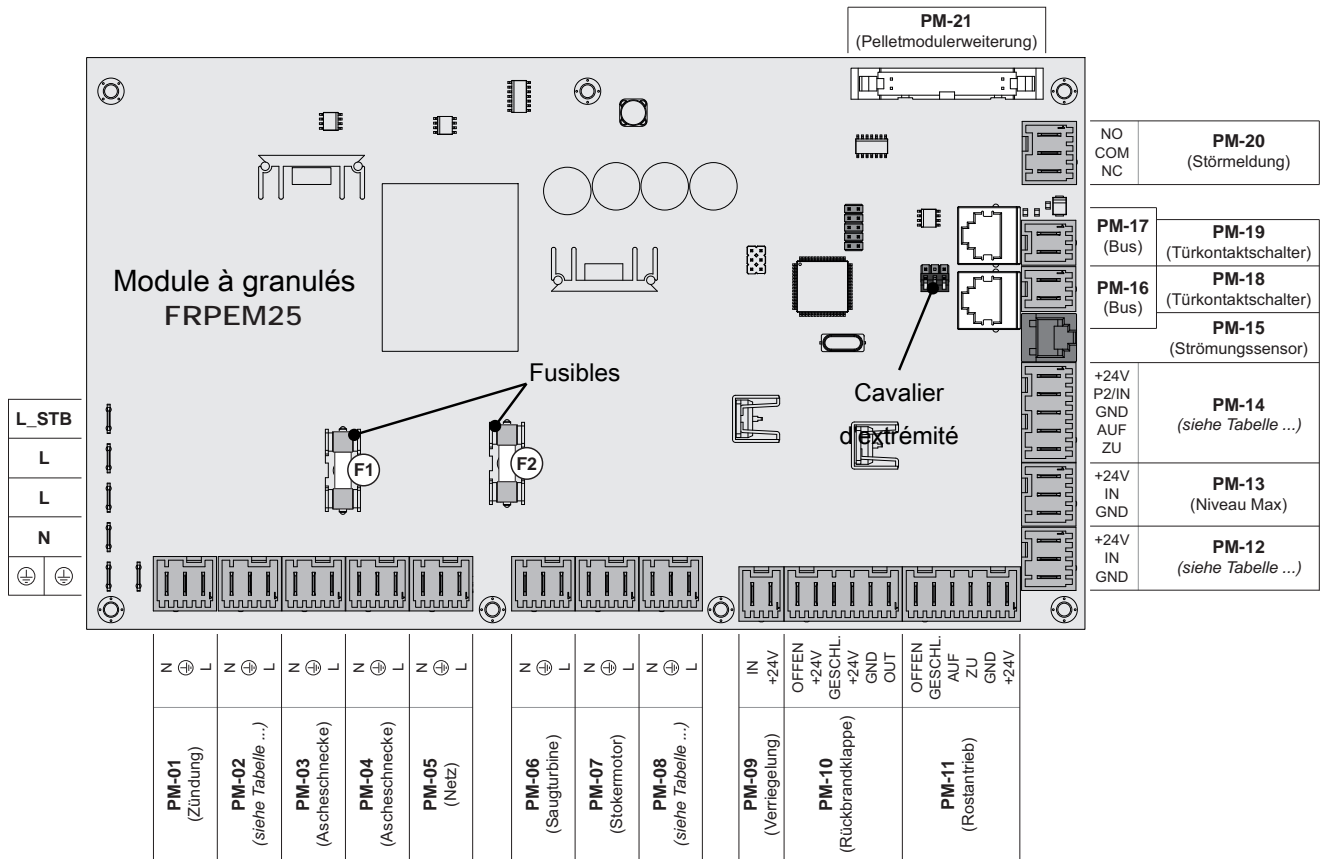 PM-21
(Pelletmodulerweiterung)
NO
COM
NC
PM-20
(Störmeldung)
PM-17
(Bus)
PM-19
(Türkontaktschalter)
PM-16
(Bus)
PM-18
(Türkontaktschalter)
PM-15
(Strömungssensor)
+24V
P2/IN
GND
AUF
ZU
PM-14
(siehe Tabelle ...)
+24V
IN
GND
PM-13
(Niveau Max)
+24V
IN
GND
PM-12
(siehe Tabelle ...)
Module à granulés
FRPEM25
Fusibles
F1
F2
Cavalier
d'extrémité
L_STB
L
L
N
N L
PM-01
(Zündung)
N L
PM-02
(siehe Tabelle ...)
N L
PM-03
(Ascheschnecke)
N L
PM-04
(Ascheschnecke)
N L
PM-05
(Netz)
N L
PM-06
(Saugturbine)
N L
PM-07
(Stokermotor)
N L
PM-08
(siehe Tabelle ...)
IN
+24V
PM-09
(Verriegelung)
OFFEN
+24V
GESCHL.
+24V
GND
OUT
PM-10
(Rückbrandklappe)
OFFEN
GESCHL.
AUF
ZU
GND
+24V
PM-11
(Rostantrieb)